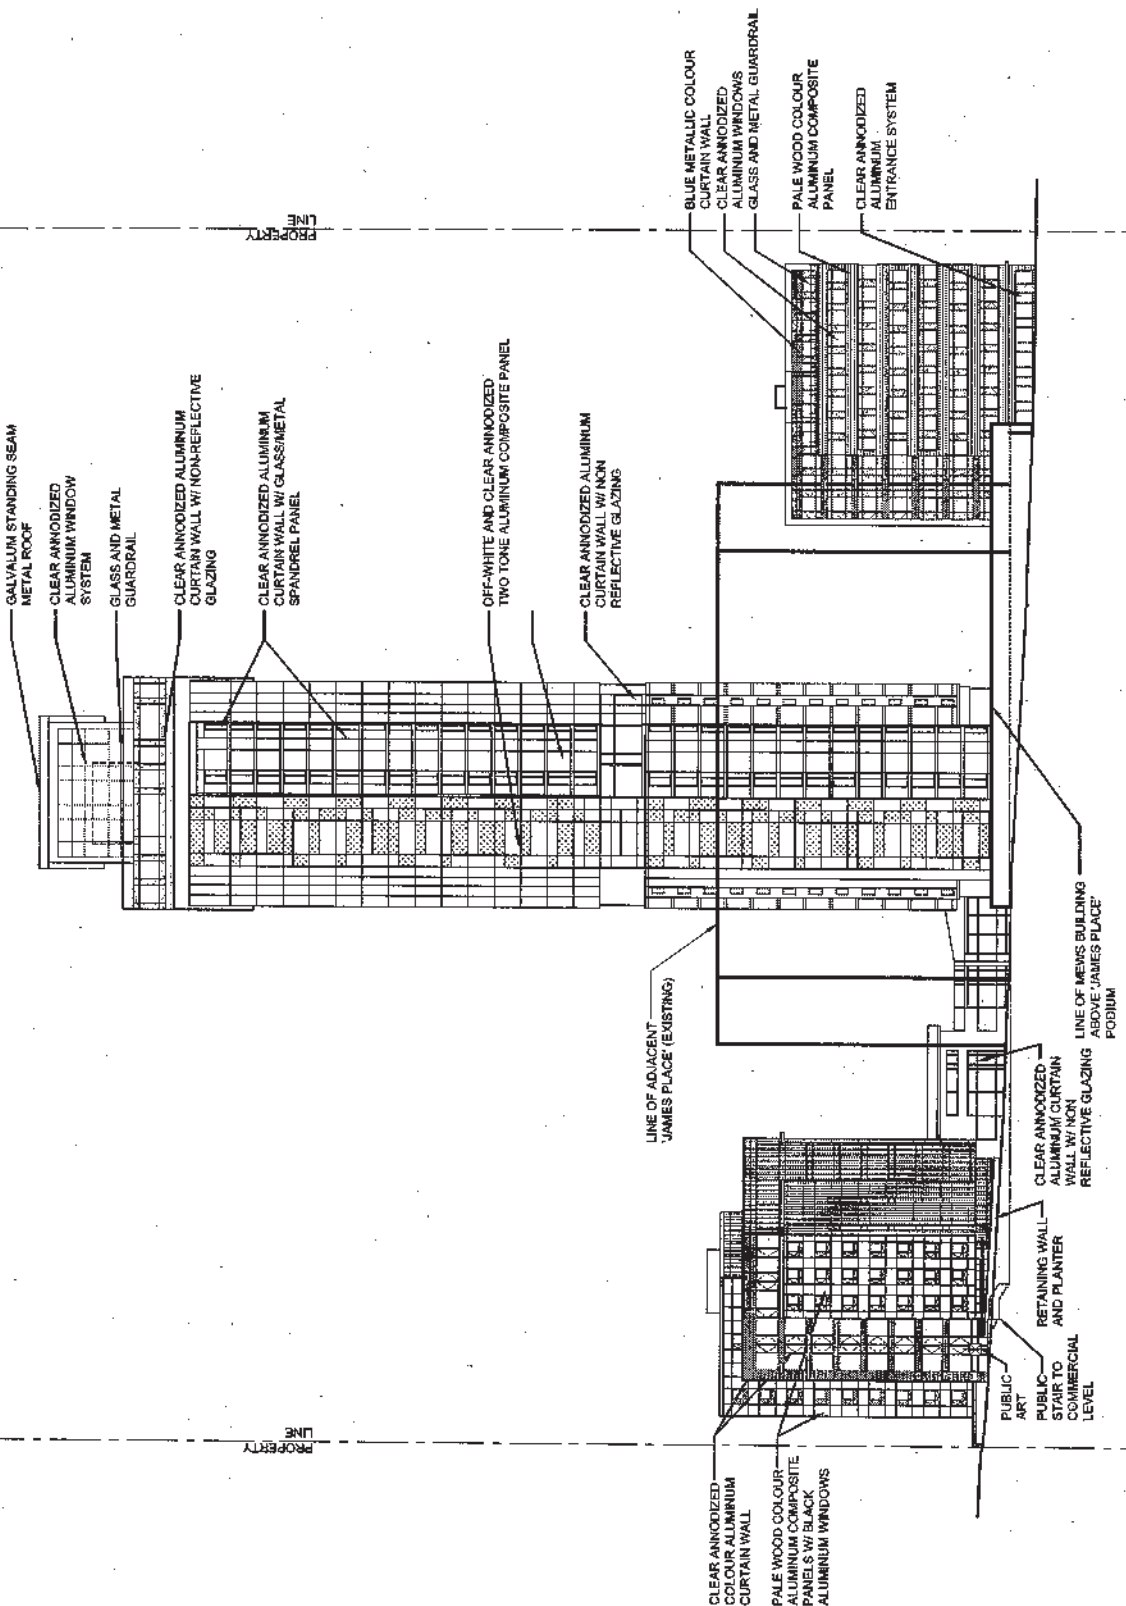 GALVALUM STANDING SEAM
METAL ROOF
CLEAR ANNODIZED
ALUMINUM WINDOW
SYSTEM
GLASS AND METAL
GUARDRAIL
CLEAR ANNODIZED ALUMINUM
CURTAIN WALL W/ NON-REFLECTIVE
GLAZING
CLEAR ANNODIZED ALUMINUM
CURTAIN WALL W/ GLASS/METAL
SPANDREL PANEL
OFF-WHITE AND CLEAR ANNODIZED
TWO TONE ALUMINUM COMPOSITE PANEL
CLEAR ANNODIZED ALUMINUM
CURTAIN WALL W/ NON
REFLECTIVE GLAZING
BLUE METALLIC COLOUR
CURTAIN WALL
CLEAR ANNODIZED
ALUMINUM WINDOWS
GLASS AND METAL GUARDRAIL
PALE WOOD COLOUR
ALUMINUM COMPOSITE
PANEL
CLEAR ANNODIZED
ALUMINUM
ENTRANCE SYSTEM
PROPERTY
LINE
PROPERTY
LINE
LINE OF ADJACENT
'JAMES PLACE' (EXISTING)
CLEAR ANNODIZED
COLOUR ALUMINUM
CURTAIN WALL
PALE WOOD COLOUR
ALUMINUM COMPOSITE
PANELS W/ BLACK
ALUMINUM WINDOWS
PUBLIC
ART
PUBLIC
STAIR TO
COMMERCIAL
LEVEL
RETAINING WALL
AND PLANTER
CLEAR ANNODIZED
ALUMINUM CURTAIN
WALL W/ NON
REFLECTIVE GLAZING
LINE OF MEWS BUILDING
ABOVE 'JAMES PLACE'
PODIUM